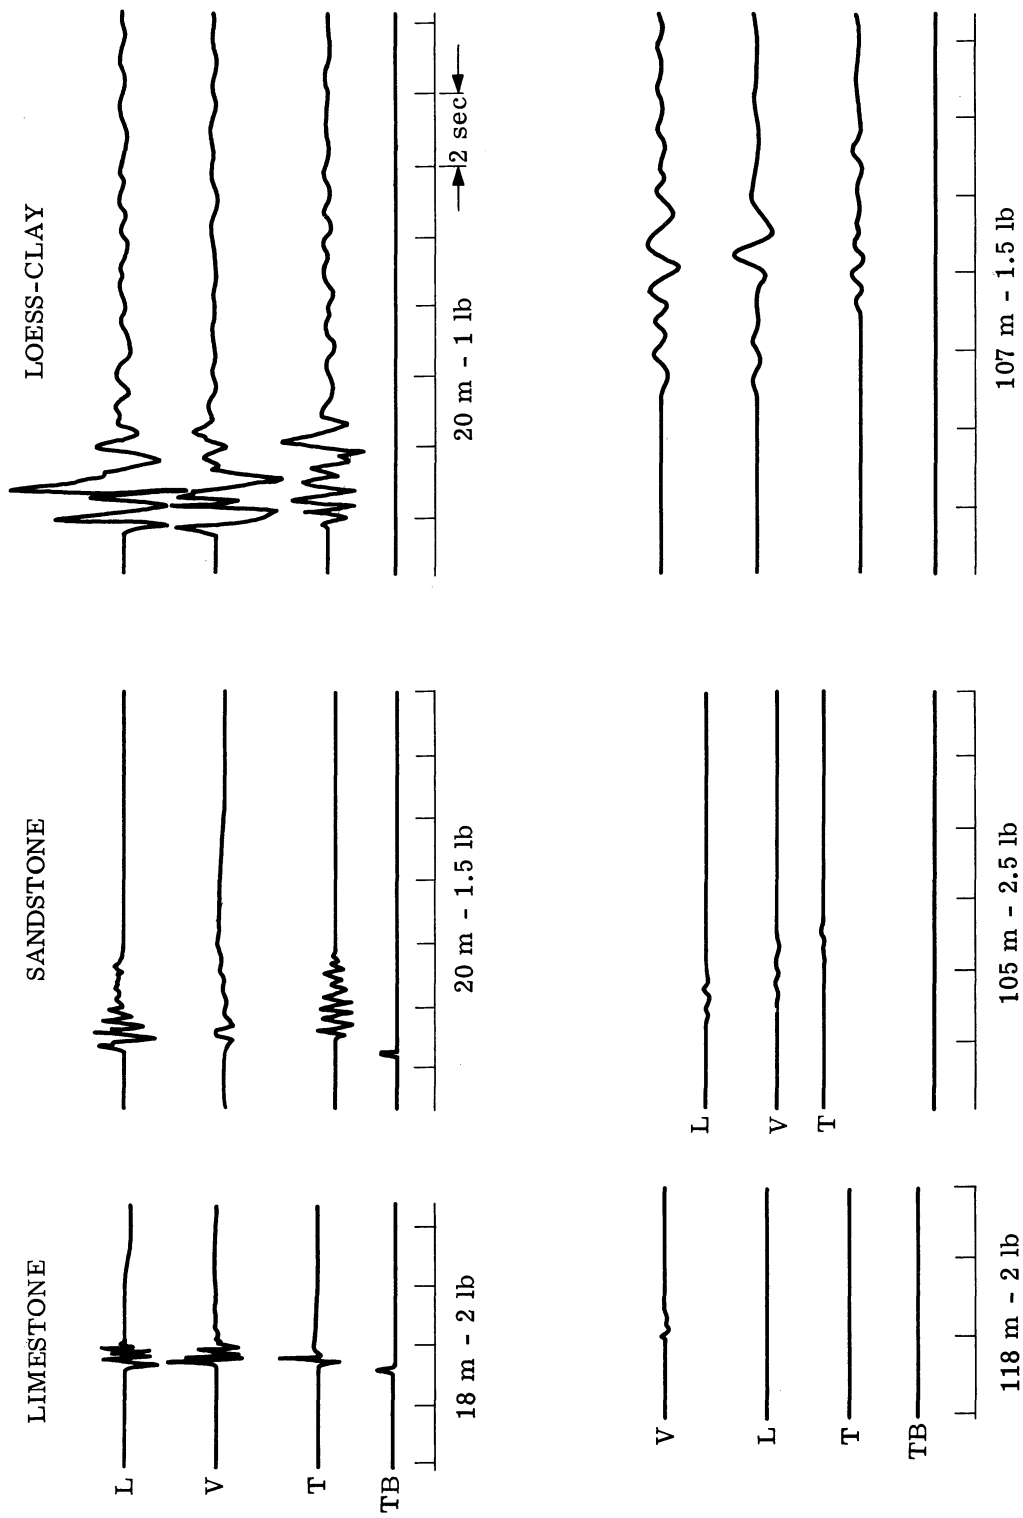 LIMESTONE
L
V
T
TB
18 m - 2 lb
SANDSTONE
20 m - 1.5 lb
LOESS-CLAY
2 sec
20 m - 1 lb
V
L
T
TB
118 m - 2 lb
L
V
T
105 m - 2.5 lb
107 m - 1.5 lb